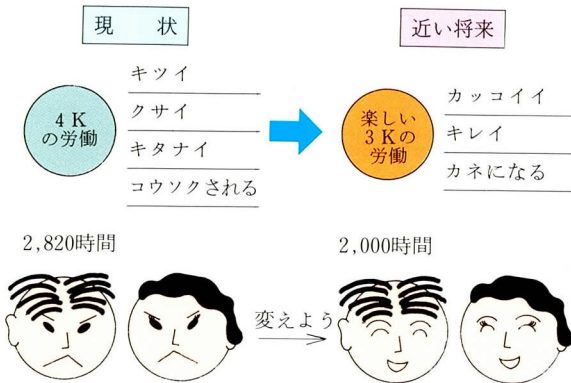 現　状
4 K
の労働
キツイ
クサイ
キタナイ
コウソクされる
近い将来
楽しい
3 Kの
労働
カッコイイ
キレイ
カネになる
2,820時間
変えよう
2,000時間